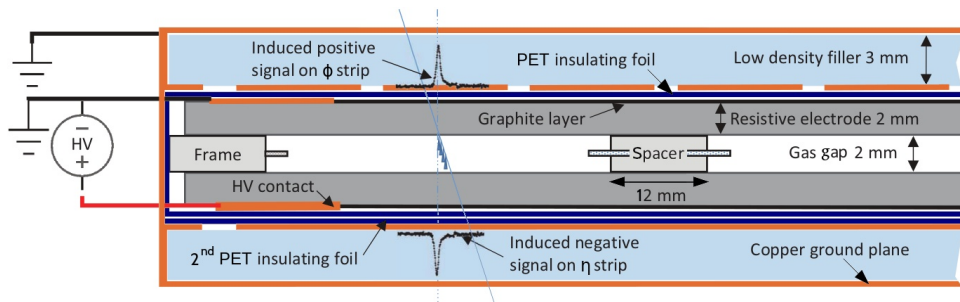 Induced positive
signal on ϕ strip
PET insulating foil
Low density filler 3 mm
Graphite layer
Resistive electrode 2 mm
−
HV
+
Frame
Spacer
Gas gap 2 mm
HV contact
12 mm
2nd PET insulating foil
Induced negative
signal on η strip
Copper ground plane